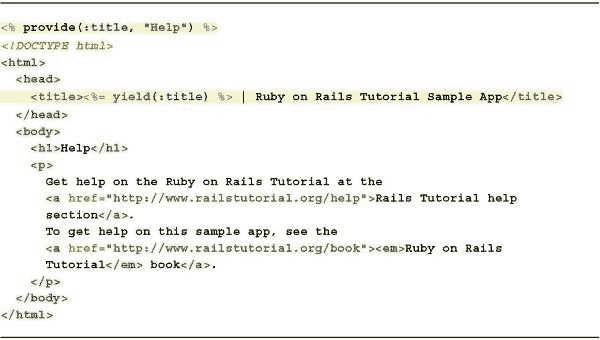 <% provide(:title, "Help") %>
<!DOCTYPE html>
<html>
  <head>
    <title><%= yield(:title) %> | Ruby on Rails Tutorial Sample App</title>
  </head>
  <body>
    <h1>Help</h1>
    <p>
      Get help on the Ruby on Rails Tutorial at the
      <a href="http://www.railstutorial.org/help">Rails Tutorial help
      section</a>.
      To get help on this sample app, see the
      <a href="http://www.railstutorial.org/book"><em>Ruby on Rails
      Tutorial</em> book</a>.
    </p>
  </body>
</html>